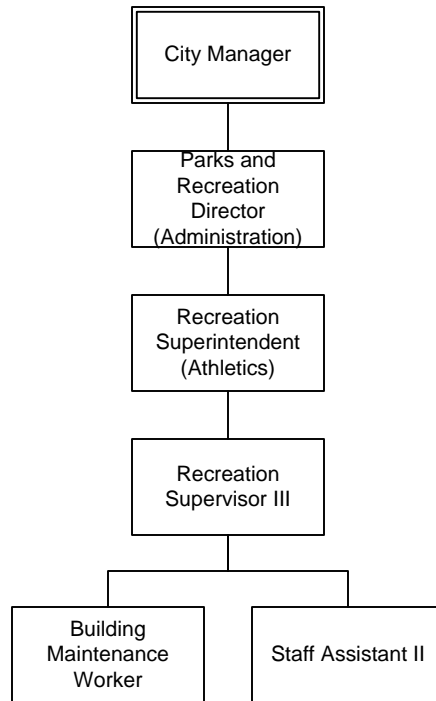 City Manager
Parks and
Recreation
Director
(Administration)
Recreation
Superintendent
(Athletics)
Recreation
Supervisor III
Building
Maintenance
Worker
Staff Assistant II